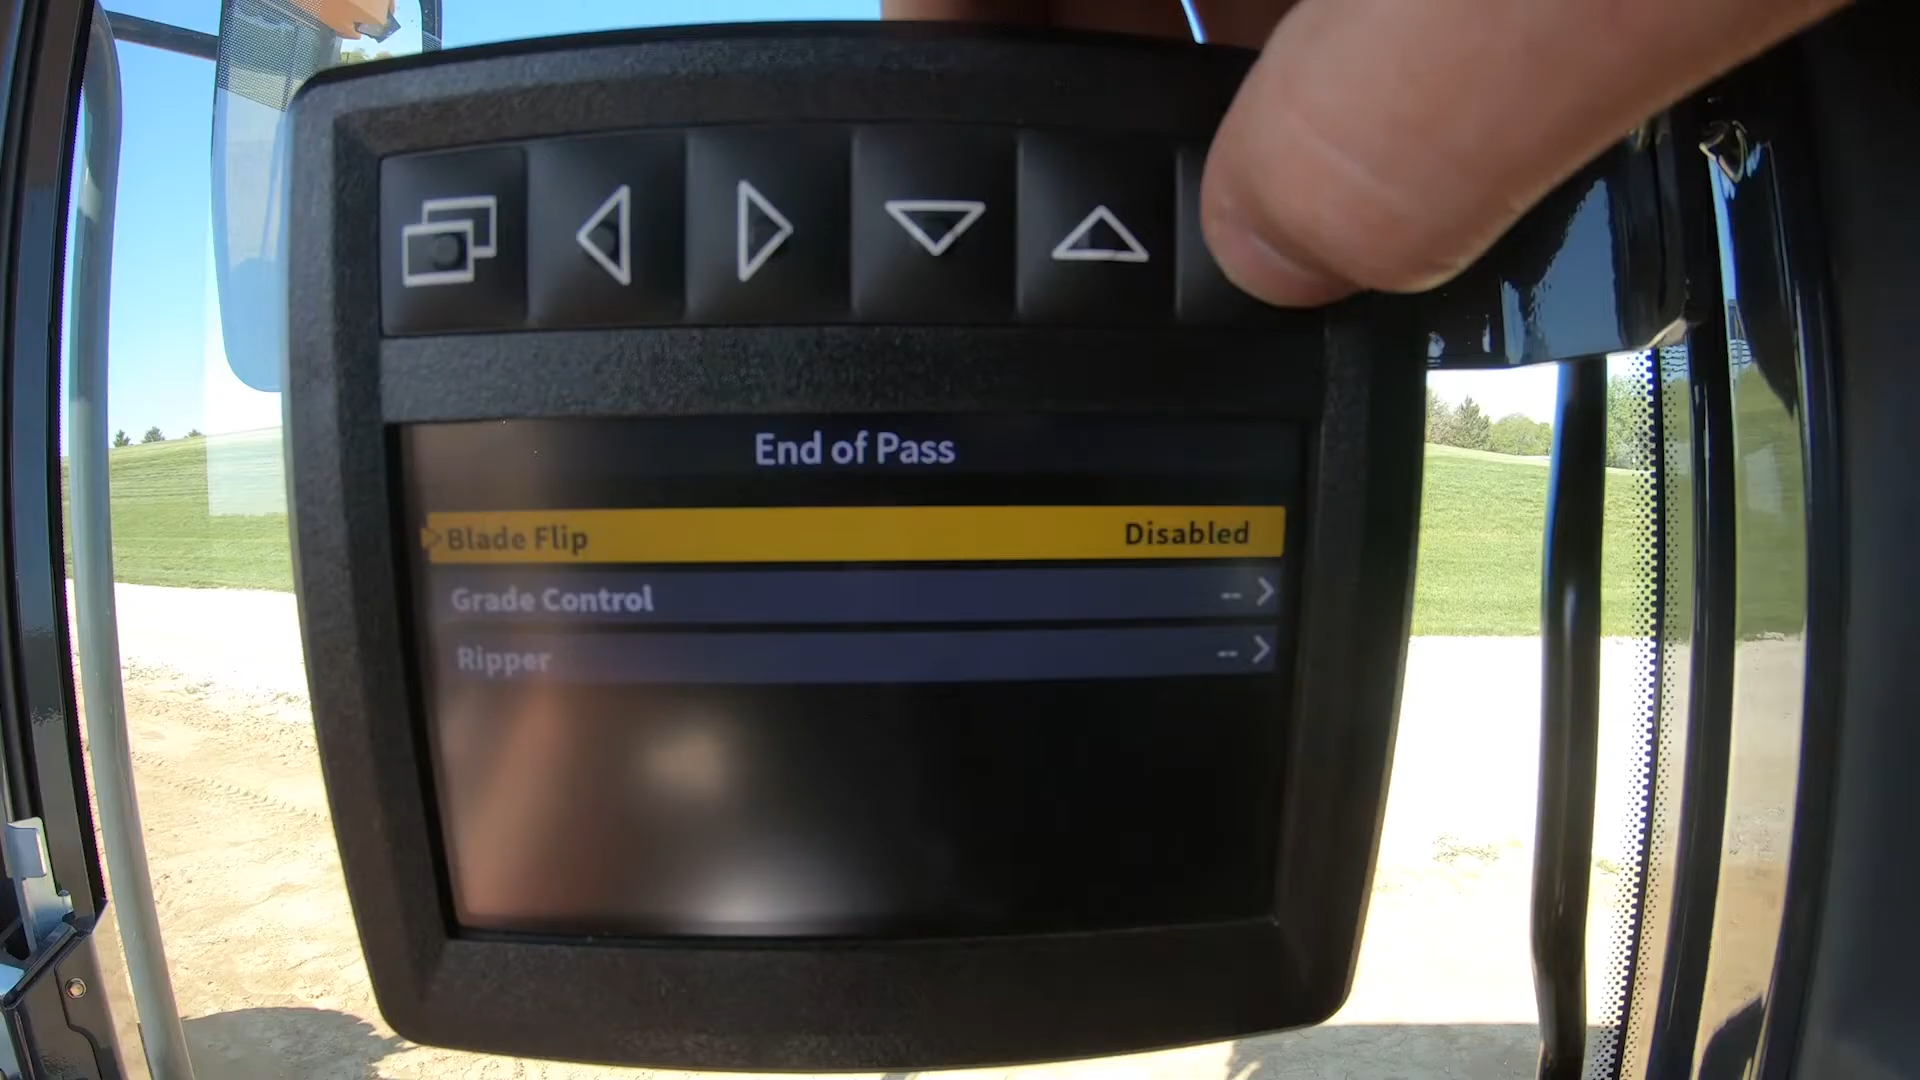 End of Pass
Blade Flip Disabled
Grade Control --
Ripper --